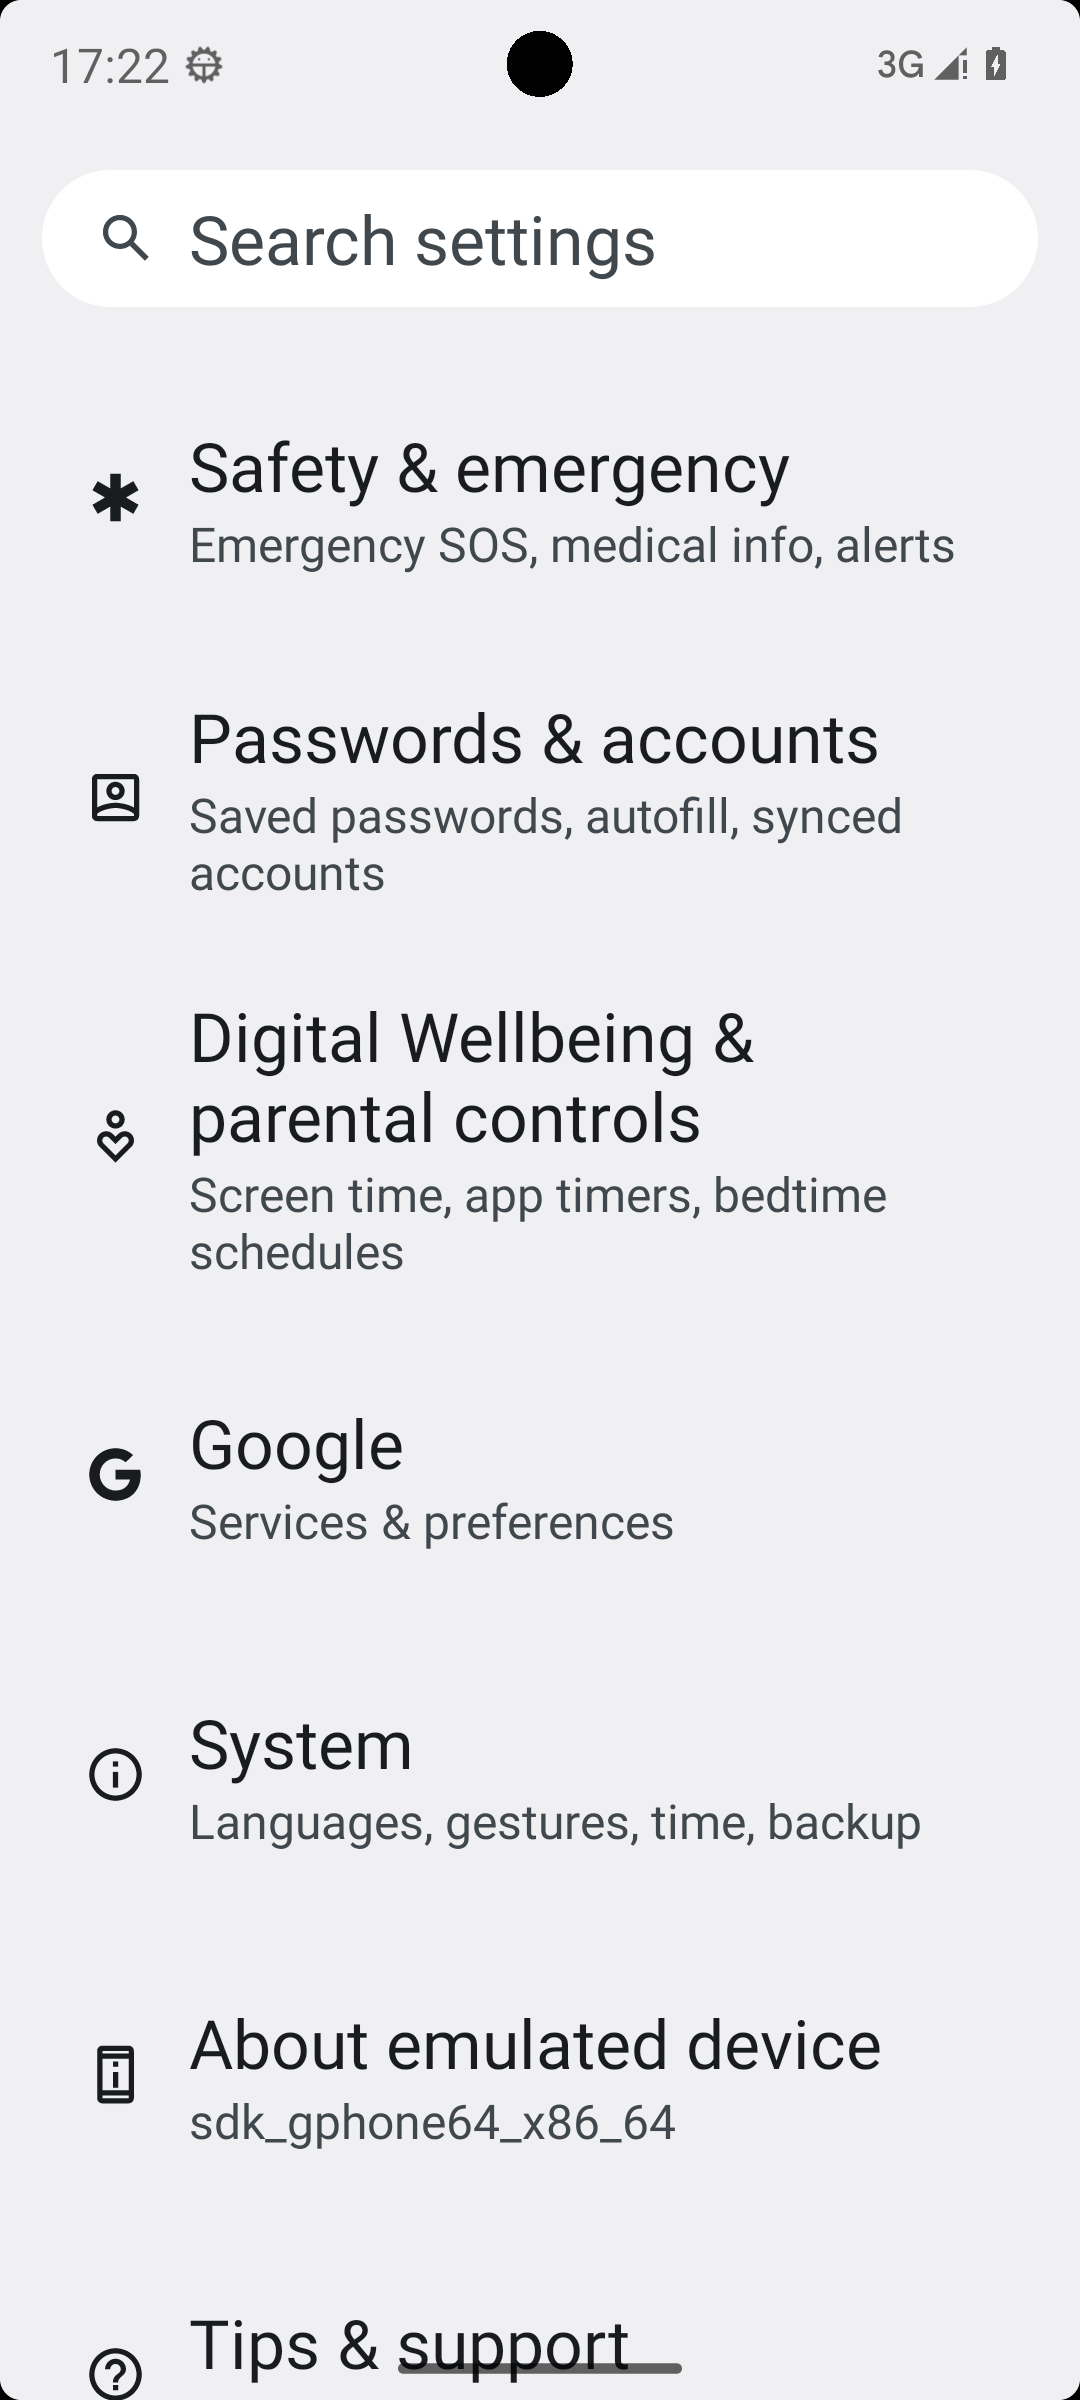 17:22
3G
Search settings
Safety & emergency
Emergency SOS, medical info, alerts
Passwords & accounts
Saved passwords, autofill, synced
accounts
Digital Wellbeing &
parental controls
Screen time, app timers, bedtime
schedules
Google
Services & preferences
System
Languages, gestures, time, backup
About emulated device
sdk_gphone64_x86_64
Tips & support